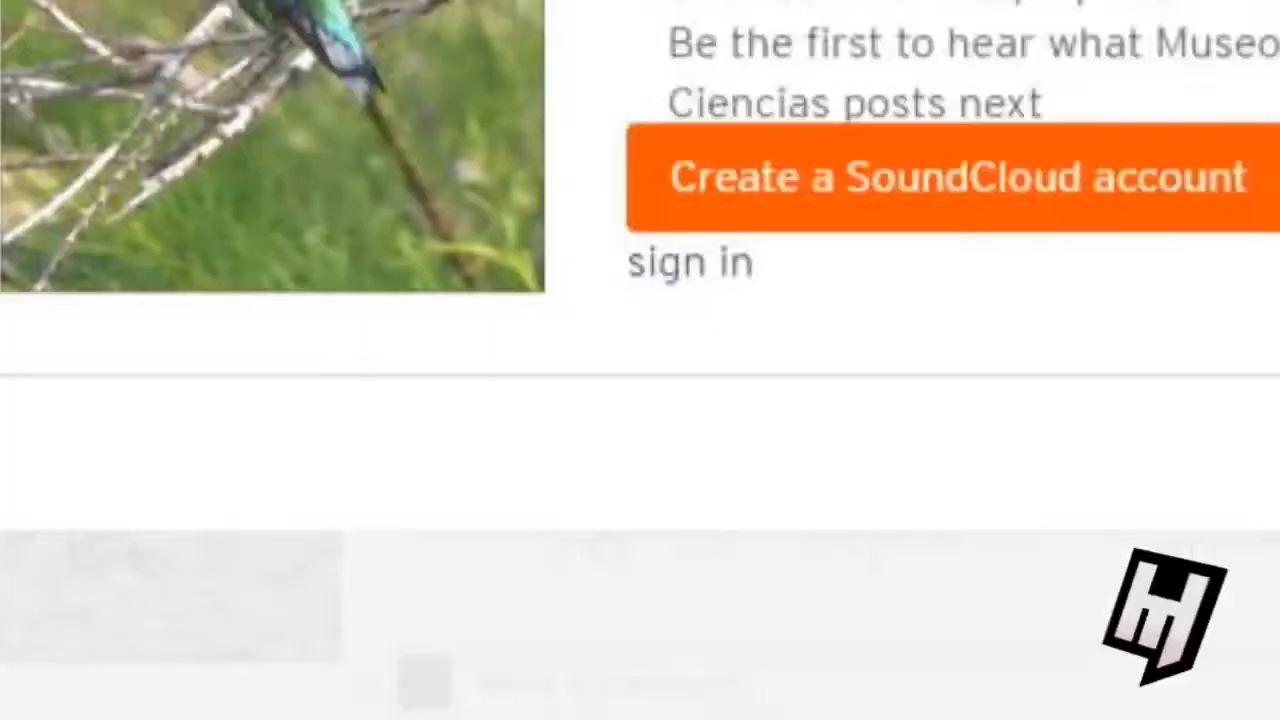 Be the first to hear what Museo
Ciencias posts next
Create a SoundCloud account
sign in